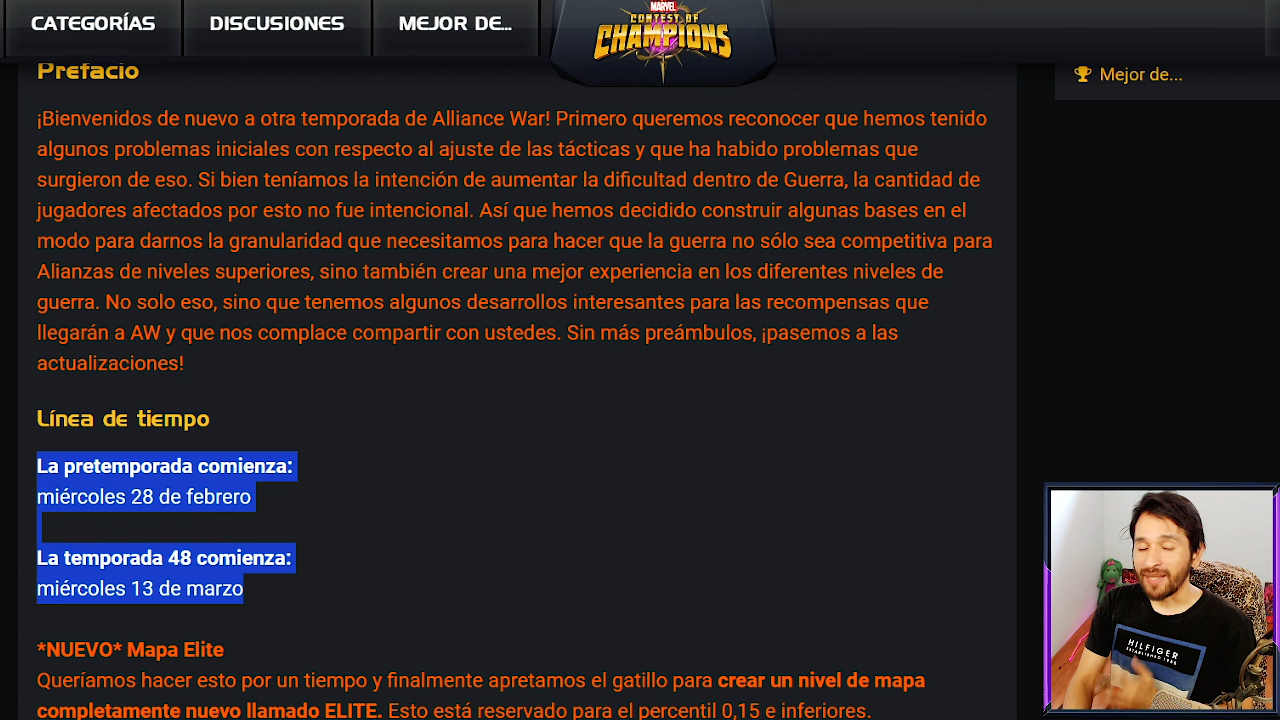 CATEGORÍAS
DISCUSIONES
MEJOR DE...
MARVEL
CONTEST OF
CHAMPIONS
Mejor de...
Prefacio
¡Bienvenidos de nuevo a otra temporada de Alliance War! Primero queremos reconocer que hemos tenido
algunos problemas iniciales con respecto al ajuste de las tácticas y que ha habido problemas que
surgieron de eso. Si bien teníamos la intención de aumentar la dificultad dentro de Guerra, la cantidad de
jugadores afectados por esto no fue intencional. Así que hemos decidido construir algunas bases en el
modo para darnos la granularidad que necesitamos para hacer que la guerra no sólo sea competitiva para
Alianzas de niveles superiores, sino también crear una mejor experiencia en los diferentes niveles de
guerra. No solo eso, sino que tenemos algunos desarrollos interesantes para las recompensas que
llegarán a AW y que nos complace compartir con ustedes. Sin más preámbulos, ¡pasemos a las
actualizaciones!
Línea de tiempo
La pretemporada comienza:
miércoles 28 de febrero
La temporada 48 comienza:
miércoles 13 de marzo
*NUEVO* Mapa Elite
Queríamos hacer esto por un tiempo y finalmente apretamos el gatillo para crear un nivel de mapa
completamente nuevo llamado ELITE. Esto está reservado para el percentil 0,15 e inferiores.
HILFIGER
ESTABLISHED 1985